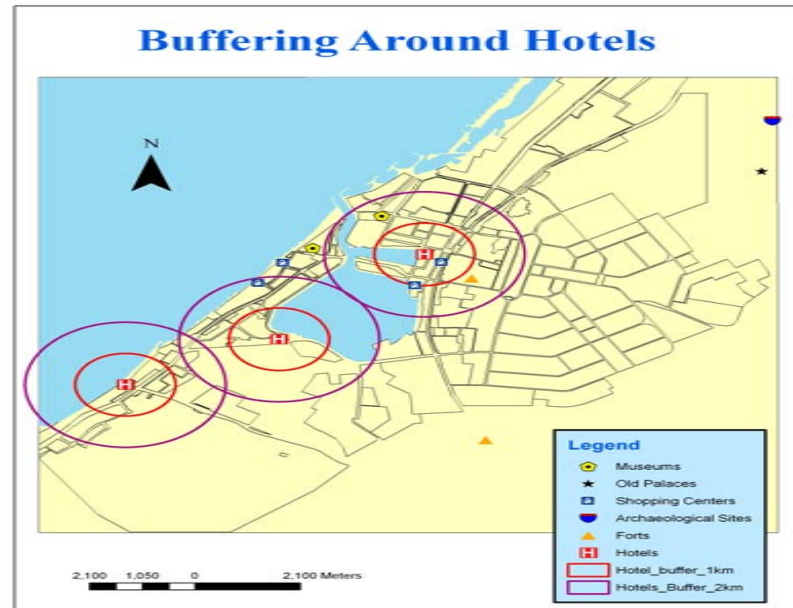 Buffering Around Hotels
N
H
H
H
Legend
Museums
Old Palaces
Shopping Centers
Archaeological Sites
Forts
H Hotels
Hotel_buffer_1km
Hotels_Buffer_2km
2,100 1,050 0 2,100 Meters